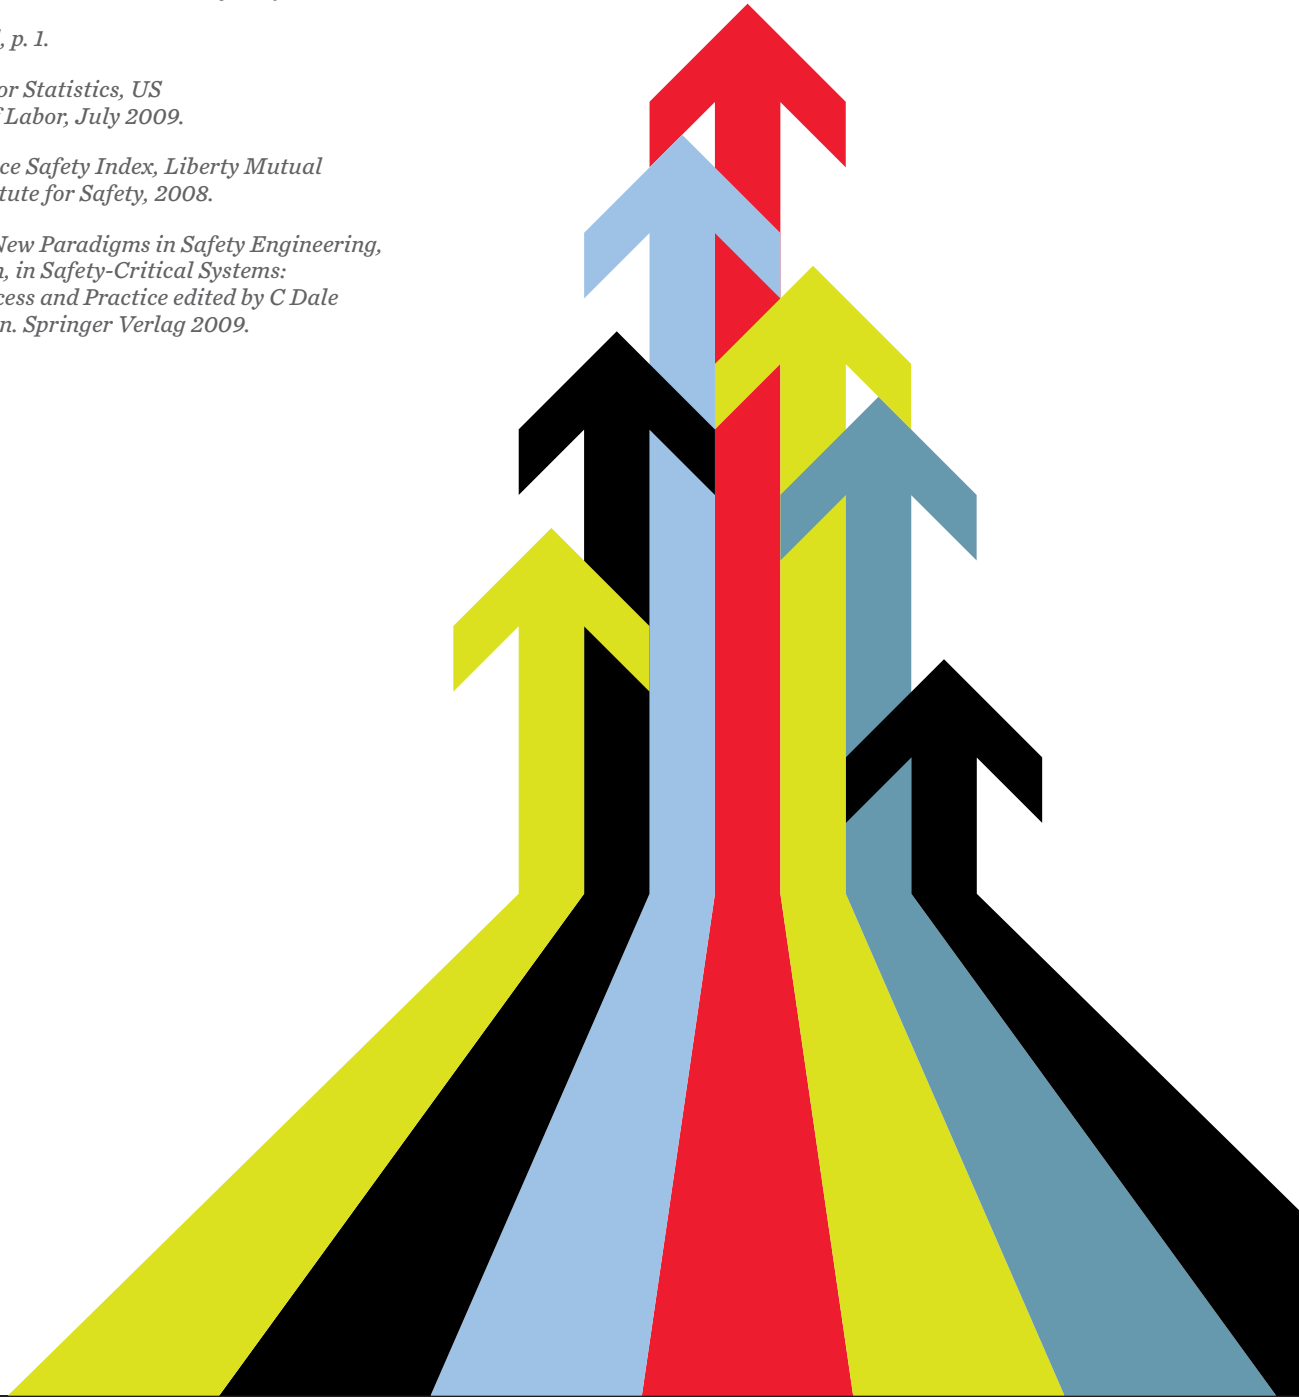 , p. 1.
or Statistics, US
f Labor, July 2009.
ce Safety Index, Liberty Mutual
tute for Safety, 2008.
New Paradigms in Safety Engineering,
n, in Safety-Critical Systems:
cess and Practice edited by C Dale
n. Springer Verlag 2009.